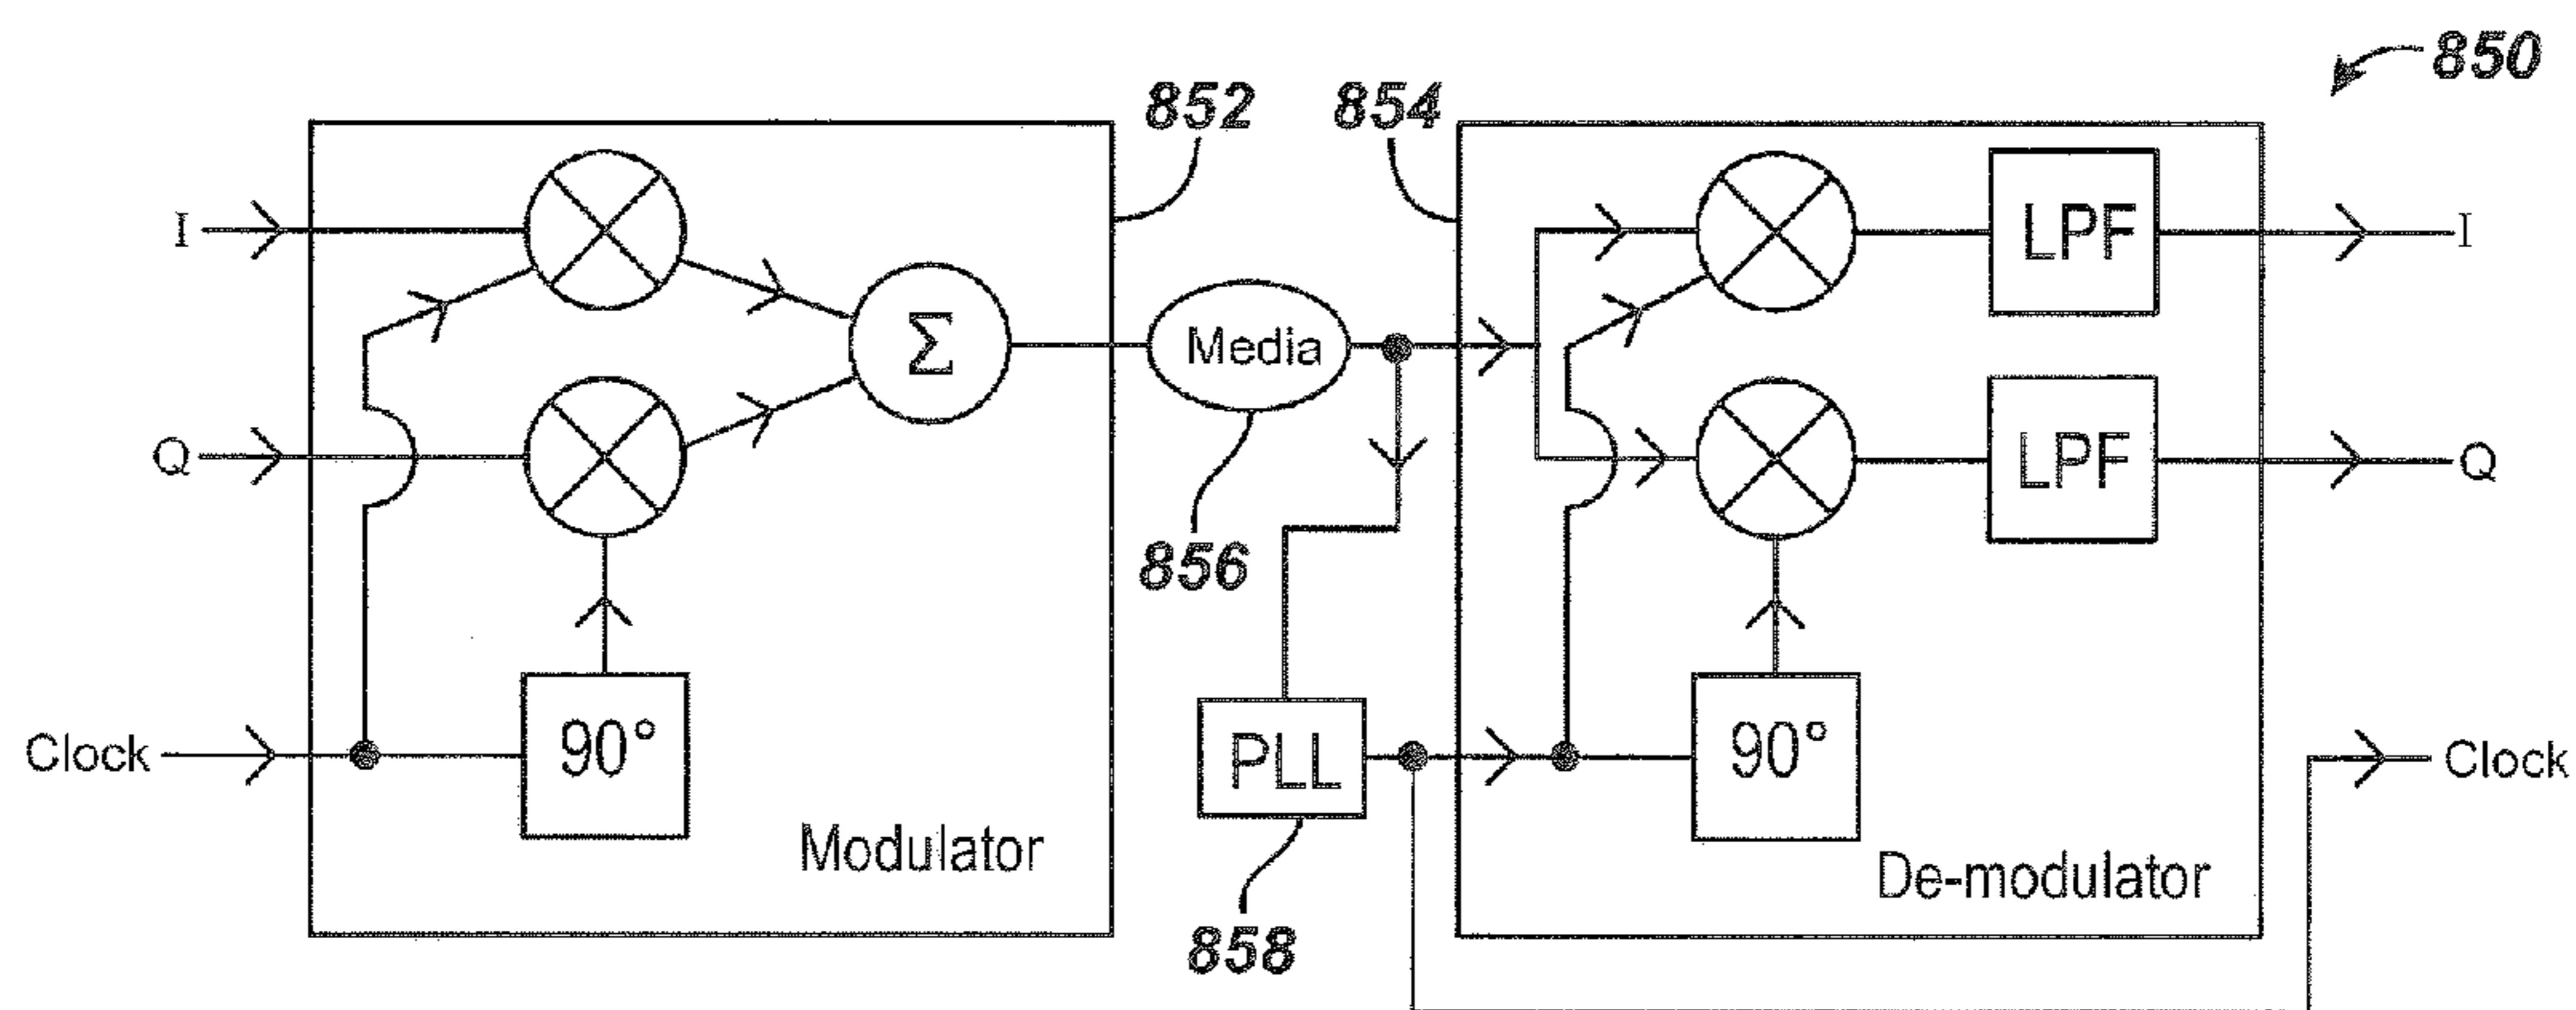 850
852
854
I
Σ
Media
LPF
I
Q
LPF
Q
856
Clock
90°
PLL
90°
Clock
Modulator
De-modulator
858